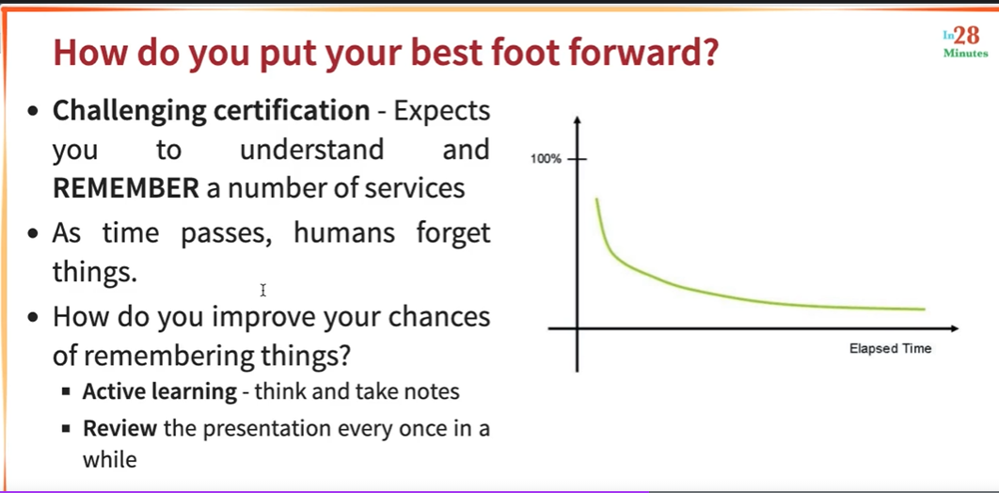 How do you put your best foot forward?
In28
Minutes
• Challenging certification - Expects
you to understand and
REMEMBER a number of services
• As time passes, humans forget
things.
• How do you improve your chances
of remembering things?
▪ Active learning - think and take notes
▪ Review the presentation every once in a
while
100%
Elapsed Time